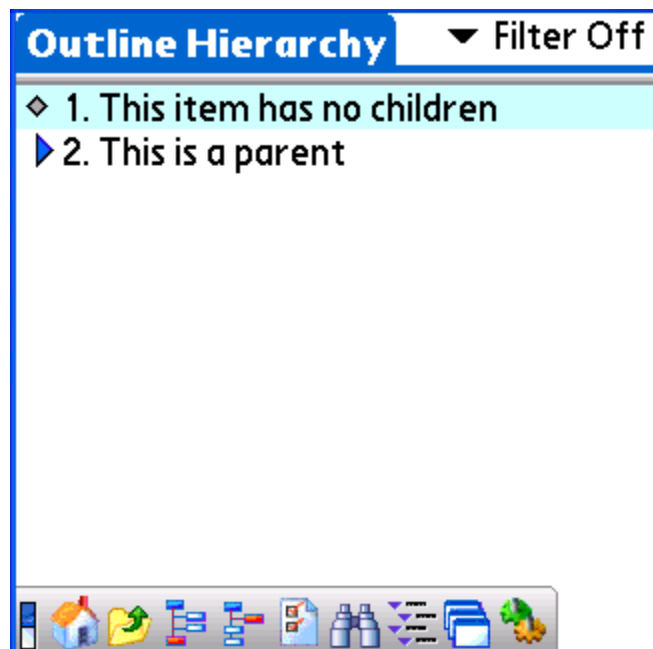 Outline Hierarchy
Filter Off
1. This item has no children
2. This is a parent